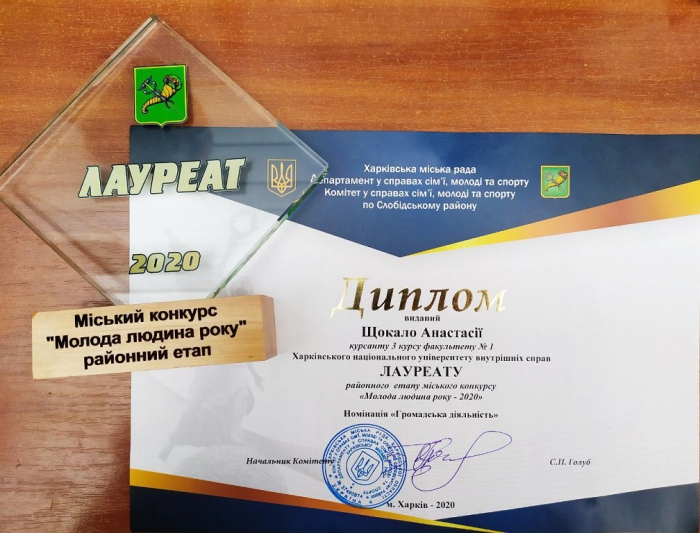 ЛАУРЕАТ
2020
Міський конкурс
"Молода людина року"
районний етап
Харківська міська рада
Департамент у справах сім'ї, молоді та спорту
Комітет у справах сім'ї, молоді та спорту
по Слобідському району
Диплом
виданий
Щокало Анастасії
курсанту 3 курсу факультету № 1
Харківського національного університету внутрішніх справ
ЛАУРЕАТУ
районного етапу міського конкурсу
«Молода людина року - 2020»
Номінація «Громадська діяльність»
Начальник Комітету
С.П. Голуб
м. Харків - 2020